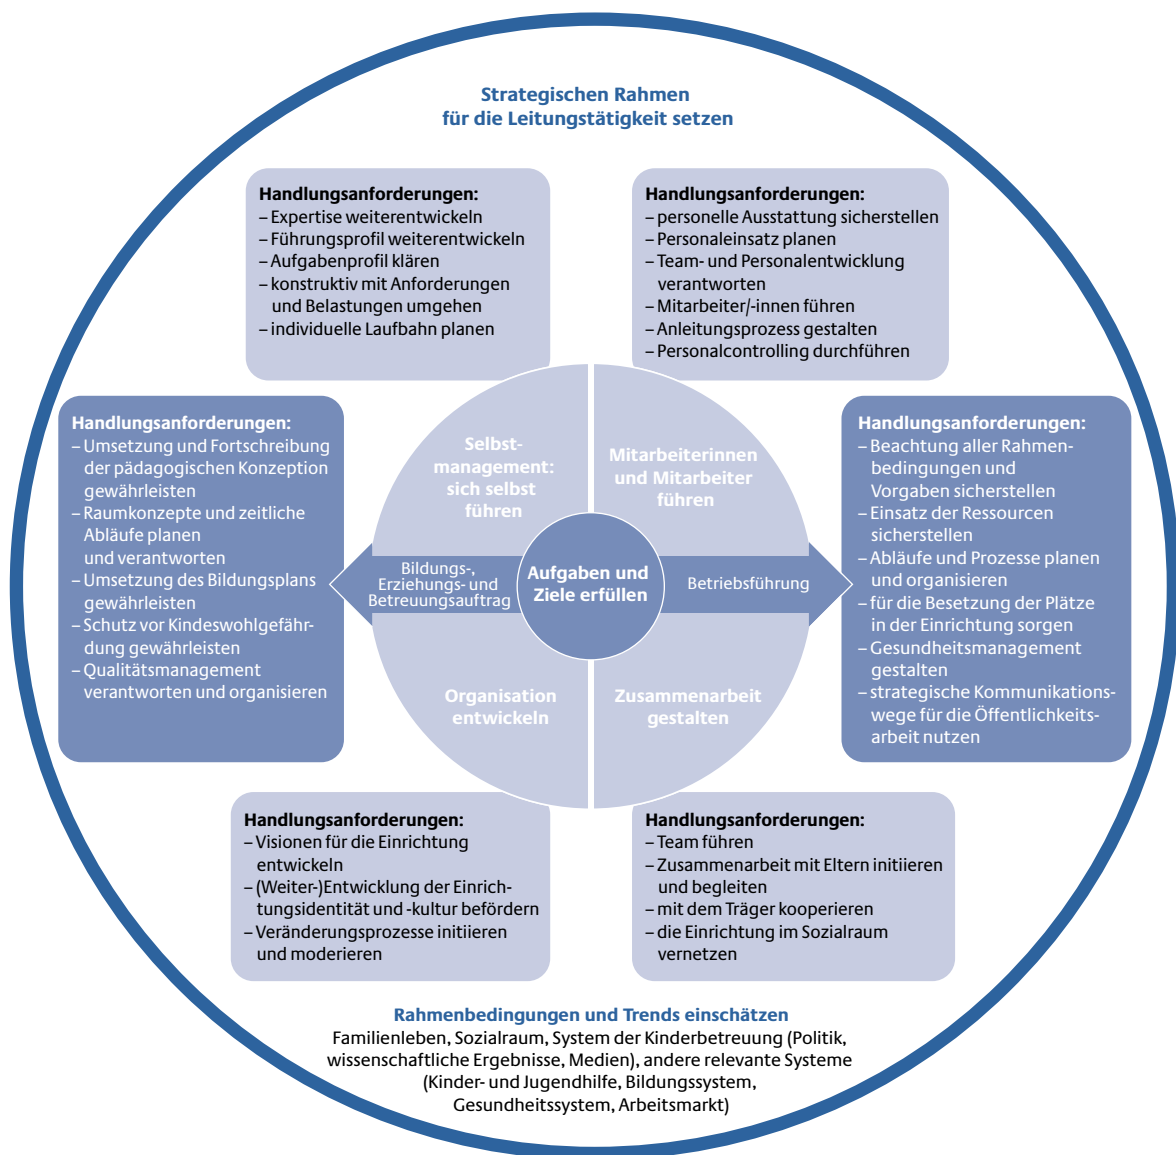 Strategischen Rahmen
für die Leitungstätigkeit setzen
Handlungsanforderungen:
– Expertise weiterentwickeln
– Führungsprofil weiterentwickeln
– Aufgabenprofil klären
– konstruktiv mit Anforderungen
und Belastungen umgehen
– individuelle Laufbahn planen
Handlungsanforderungen:
– personelle Ausstattung sicherstellen
– Personaleinsatz planen
– Team- und Personalentwicklung
verantworten
– Mitarbeiter/-innen führen
– Anleitungsprozess gestalten
– Personalcontrolling durchführen
Handlungsanforderungen:
– Umsetzung und Fortschreibung
der pädagogischen Konzeption
gewährleisten
– Raumkonzepte und zeitliche
Abläufe planen
und verantworten
– Umsetzung des Bildungsplans
gewährleisten
– Schutz vor Kindeswohlgefähr-
dung gewährleisten
– Qualitätsmanagement
verantworten und organisieren
Selbst-
management:
sich selbst
führen
Mitarbeiterinnen
und Mitarbeiter
führen
Bildungs-,
Erziehungs- und
Betreuungsauftrag
Aufgaben und
Ziele erfüllen
Betriebsführung
Organisation
entwickeln
Zusammenarbeit
gestalten
Handlungsanforderungen:
– Beachtung aller Rahmen-
bedingungen und
Vorgaben sicherstellen
– Einsatz der Ressourcen
sicherstellen
– Abläufe und Prozesse planen
und organisieren
– für die Besetzung der Plätze
in der Einrichtung sorgen
– Gesundheitsmanagement
gestalten
– strategische Kommunikations-
wege für die Öffentlichkeits-
arbeit nutzen
Handlungsanforderungen:
– Visionen für die Einrichtung
entwickeln
– (Weiter-)Entwicklung der Einrich-
tungsidentität und -kultur befördern
– Veränderungsprozesse initiieren
und moderieren
Handlungsanforderungen:
– Team führen
– Zusammenarbeit mit Eltern initiieren
und begleiten
– mit dem Träger kooperieren
– die Einrichtung im Sozialraum
vernetzen
Rahmenbedingungen und Trends einschätzen
Familienleben, Sozialraum, System der Kinderbetreuung (Politik,
wissenschaftliche Ergebnisse, Medien), andere relevante Systeme
(Kinder- und Jugendhilfe, Bildungssystem,
Gesundheitssystem, Arbeitsmarkt)